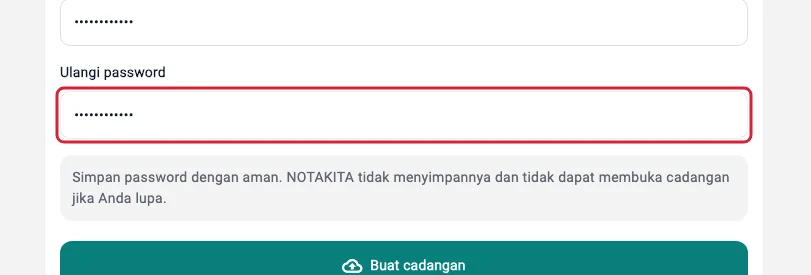 ••••••••••••
Ulangi password
••••••••••••
Simpan password dengan aman. NOTAKITA tidak menyimpannya dan tidak dapat membuka cadangan
jika Anda lupa.
Buat cadangan